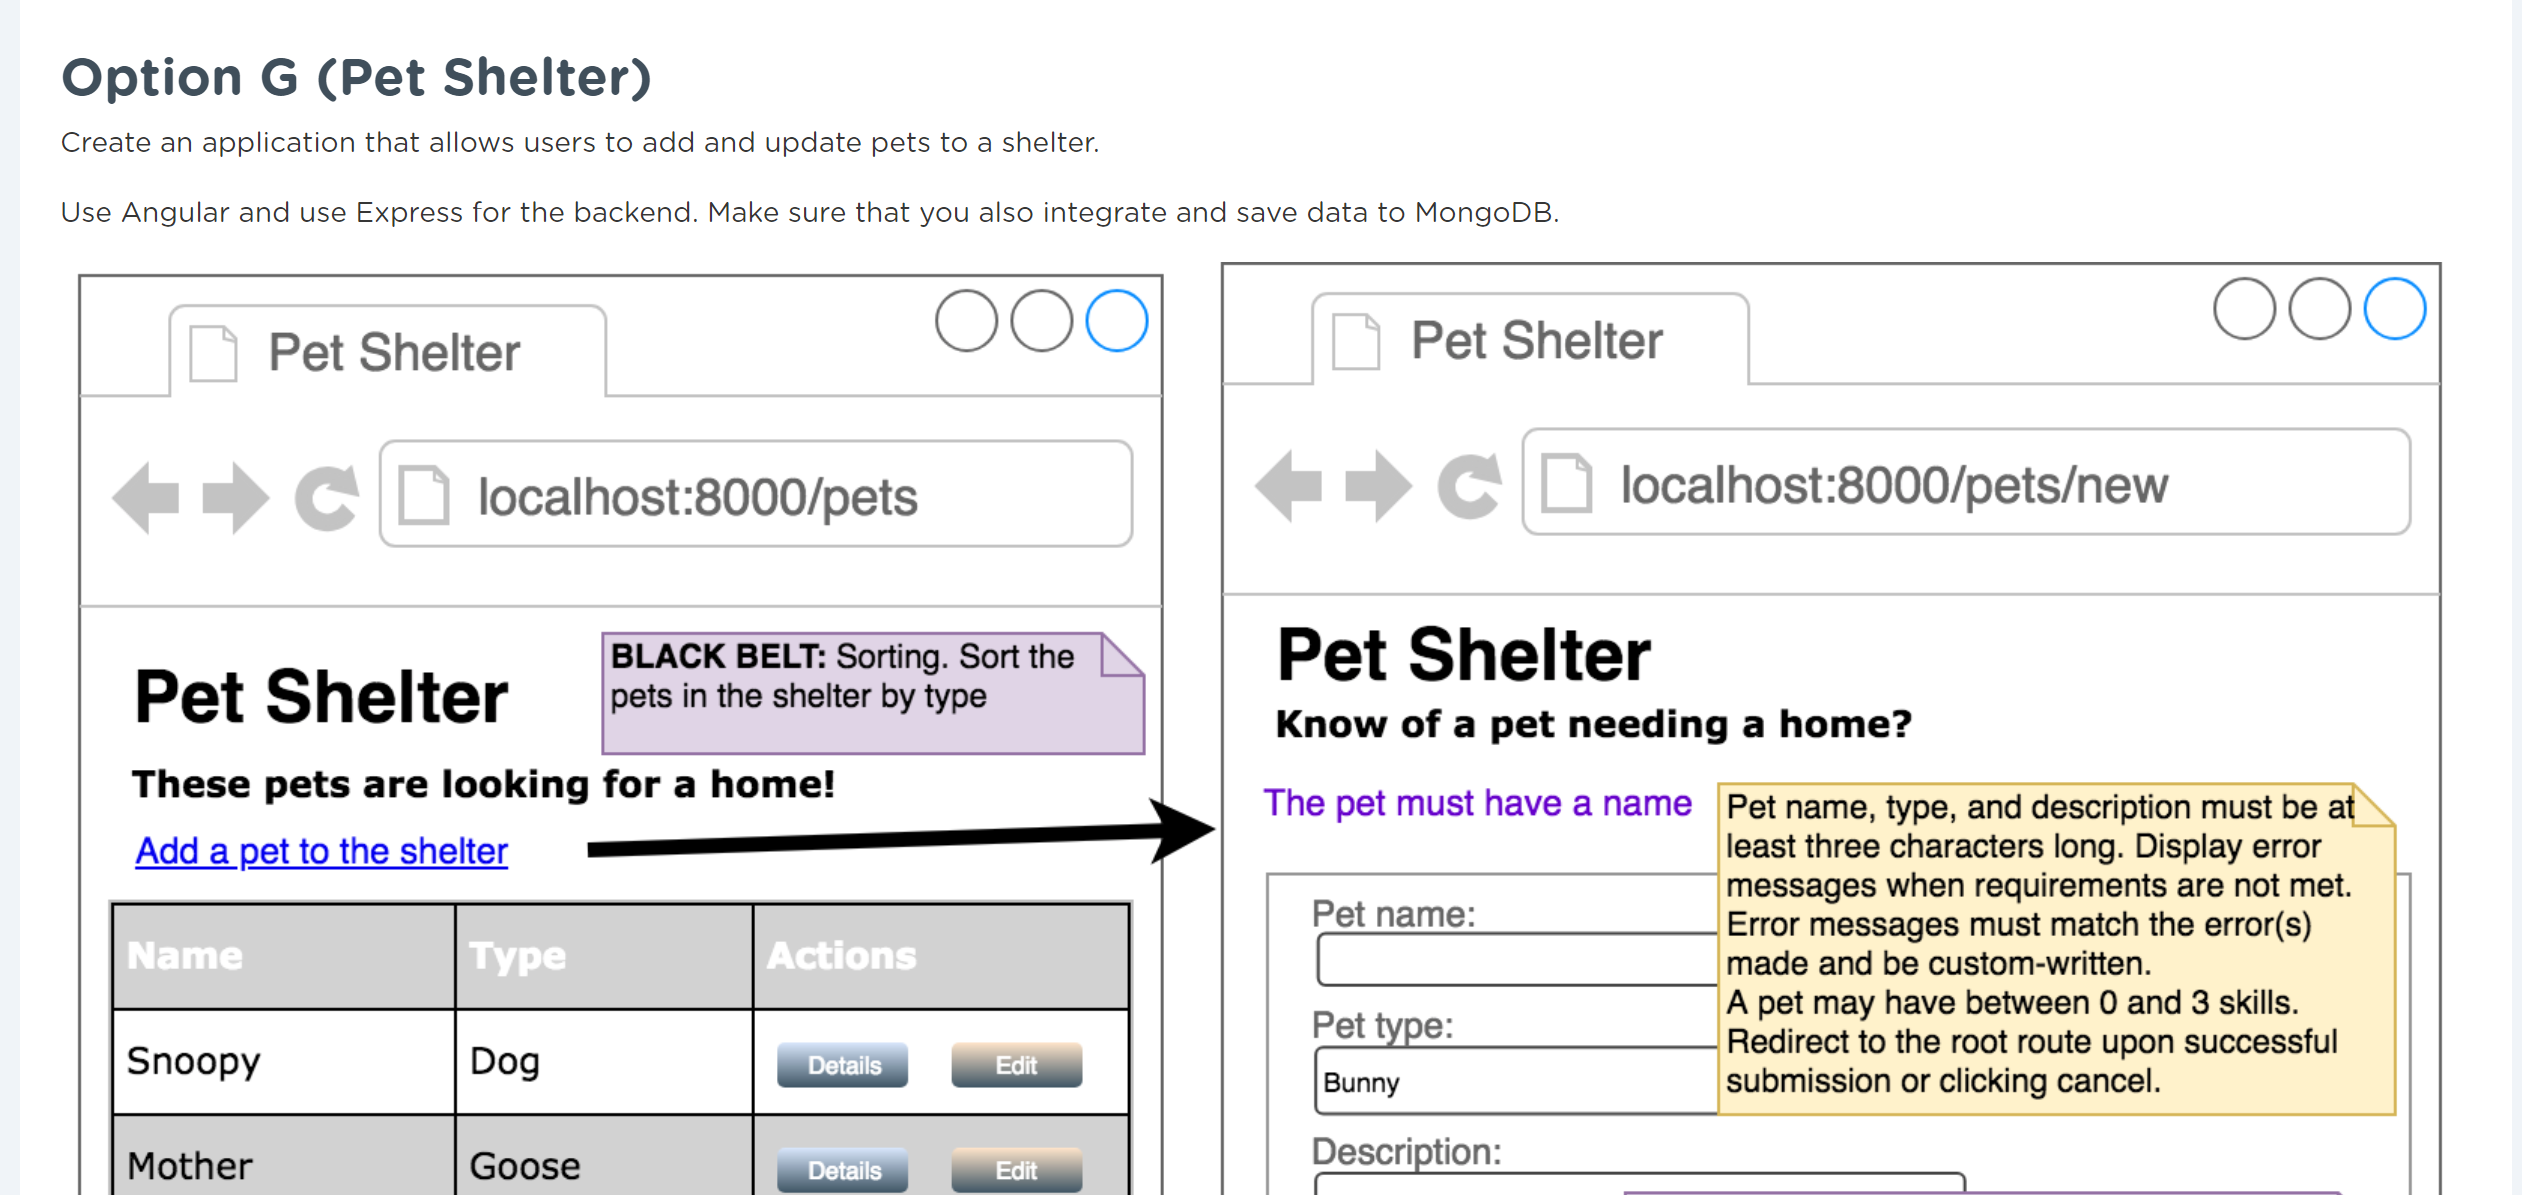 Option G (Pet Shelter)
Create an application that allows users to add and update pets to a shelter.
Use Angular and use Express for the backend. Make sure that you also integrate and save data to MongoDB.
Pet Shelter
localhost:8000/pets
Pet Shelter
BLACK BELT: Sorting. Sort the
pets in the shelter by type
These pets are looking for a home!
Add a pet to the shelter
Name Type Actions
Snoopy Dog Details Edit
Mother Goose Details Edit
Pet Shelter
localhost:8000/pets/new
Pet Shelter
Know of a pet needing a home?
The pet must have a name
Pet name, type, and description must be at
least three characters long. Display error
messages when requirements are not met.
Error messages must match the error(s)
made and be custom-written.
A pet may have between 0 and 3 skills.
Redirect to the root route upon successful
submission or clicking cancel.
Pet name:
Pet type:
Bunny
Description: